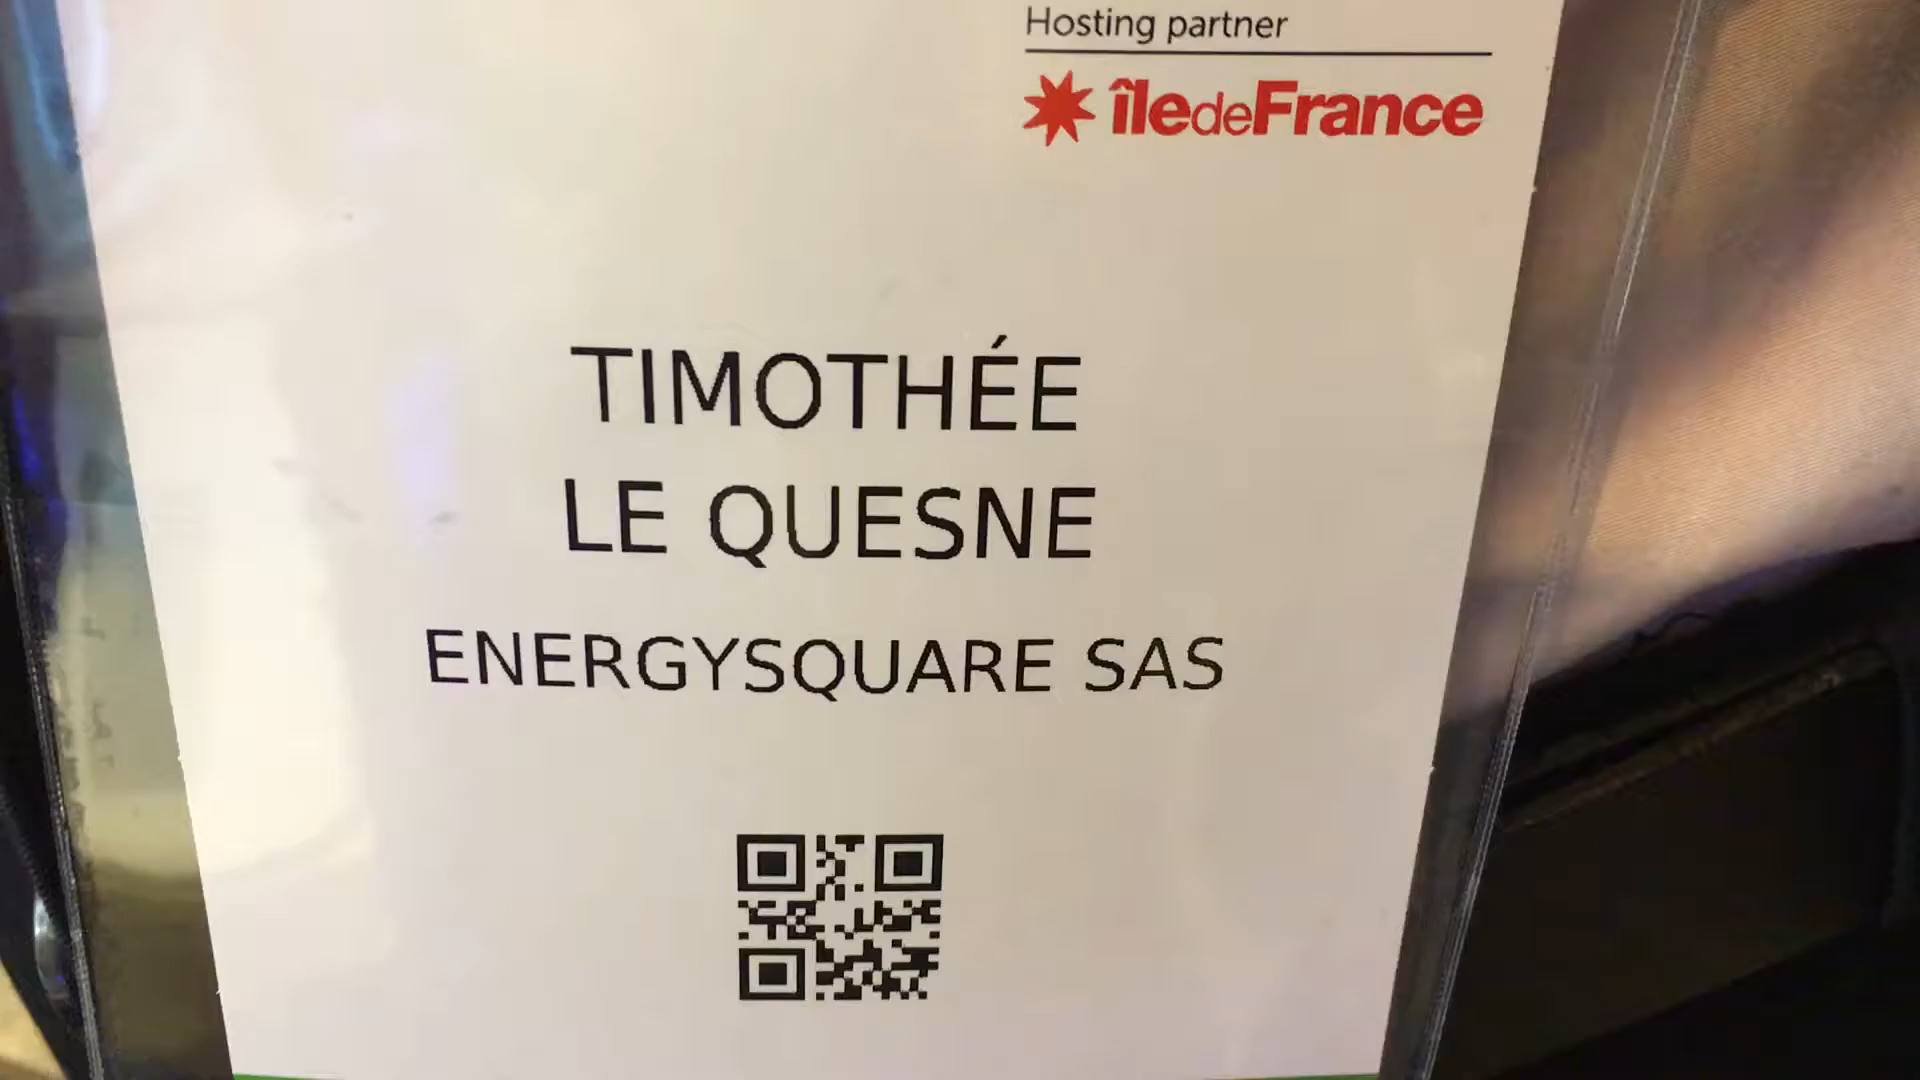 Hosting partner
îledeFrance
TIMOTHÉE
LE QUESNE
ENERGYSQUARE SAS